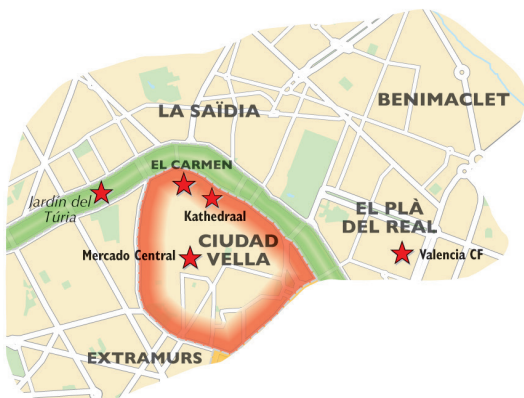 BENIMACLET
LA SAÏDIA
EL CARMEN
Jardin del
Túria
Kathedraal
EL PLÀ
DEL REAL
Mercado Central
CIUDAD
VELLA
Valencia CF
EXTRAMURS